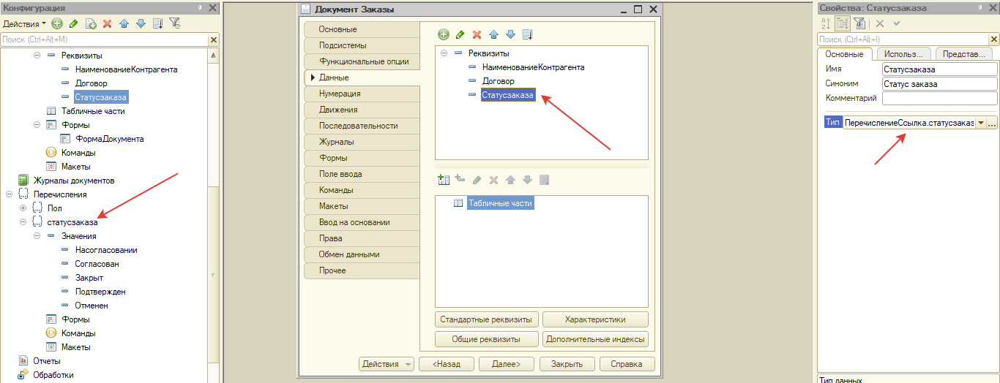 Конфигурация
Действия
Поиск (Ctrl+Alt+M)
Реквизиты
НаименованиеКонтрагента
Договор
Статусзаказа
Табличные части
Формы
ФормаДокумента
Команды
Макеты
Журналы документов
Перечисления
Пол
статусзаказа
Значения
Насогласовании
Согласован
Закрыт
Подтвержден
Отменен
Формы
Команды
Макеты
Отчеты
Обработки
Документ Заказы
Основные
Подсистемы
Функциональные опции
Данные
Нумерация
Движения
Последовательности
Журналы
Формы
Поле ввода
Команды
Макеты
Ввод на основании
Права
Обмен данными
Прочее
Реквизиты
НаименованиеКонтрагента
Договор
Статусзаказа
Табличные части
Стандартные реквизиты Характеристики
Общие реквизиты Дополнительные индексы
Действия <Назад Далее> Закрыть Справка
Свойства: Статусзаказа
Поиск (Ctrl+Alt+I)
Основные Использ... Представ...
Имя Статусзаказа
Синоним Статус заказа
Комментарий
Тип ПеречислениеСсылка.статусзаказ ...
Тип данных